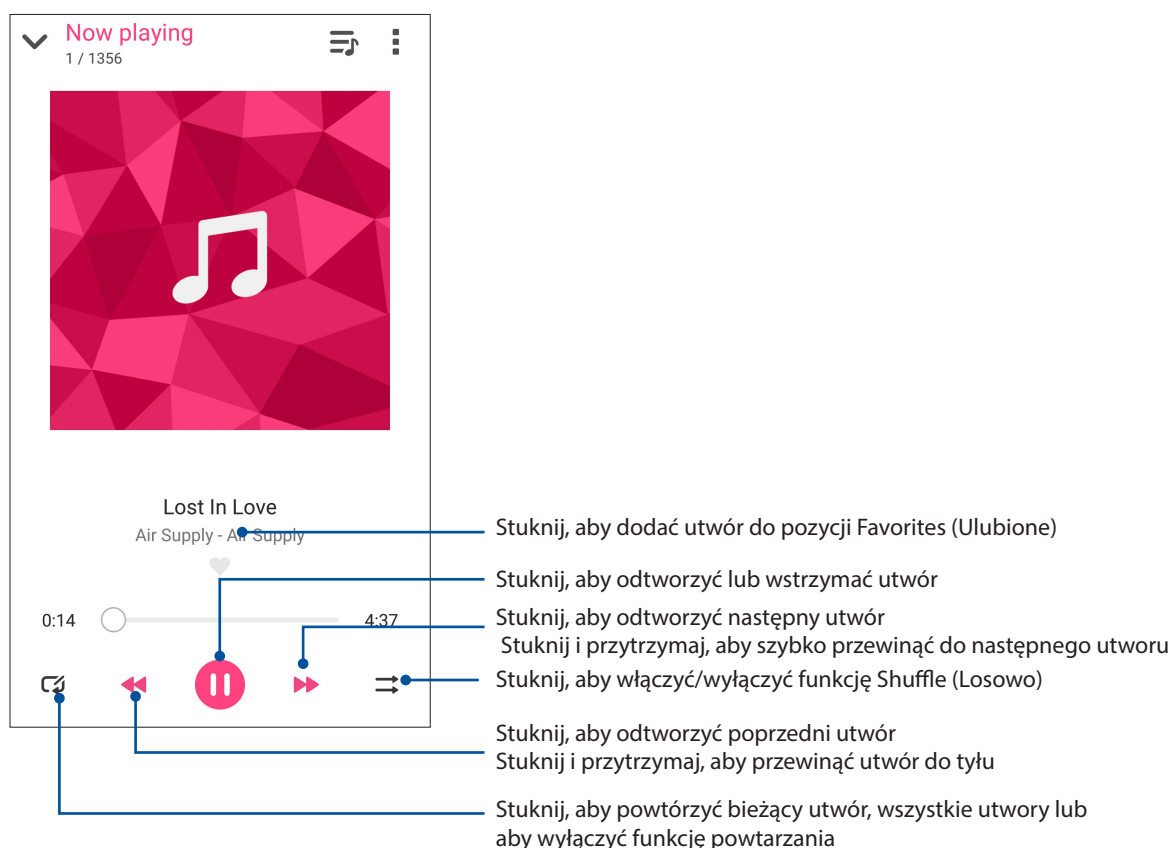 Now playing
1 / 1356
Lost In Love
Air Supply - Air Supply
0:14
4:37
Stuknij, aby dodać utwór do pozycji Favorites (Ulubione)
Stuknij, aby odtworzyć lub wstrzymać utwór
Stuknij, aby odtworzyć następny utwór
Stuknij i przytrzymaj, aby szybko przewinąć do następnego utworu
Stuknij, aby włączyć/wyłączyć funkcję Shuffle (Losowo)
Stuknij, aby odtworzyć poprzedni utwór
Stuknij i przytrzymaj, aby przewinąć utwór do tyłu
Stuknij, aby powtórzyć bieżący utwór, wszystkie utwory lub
aby wyłączyć funkcję powtarzania